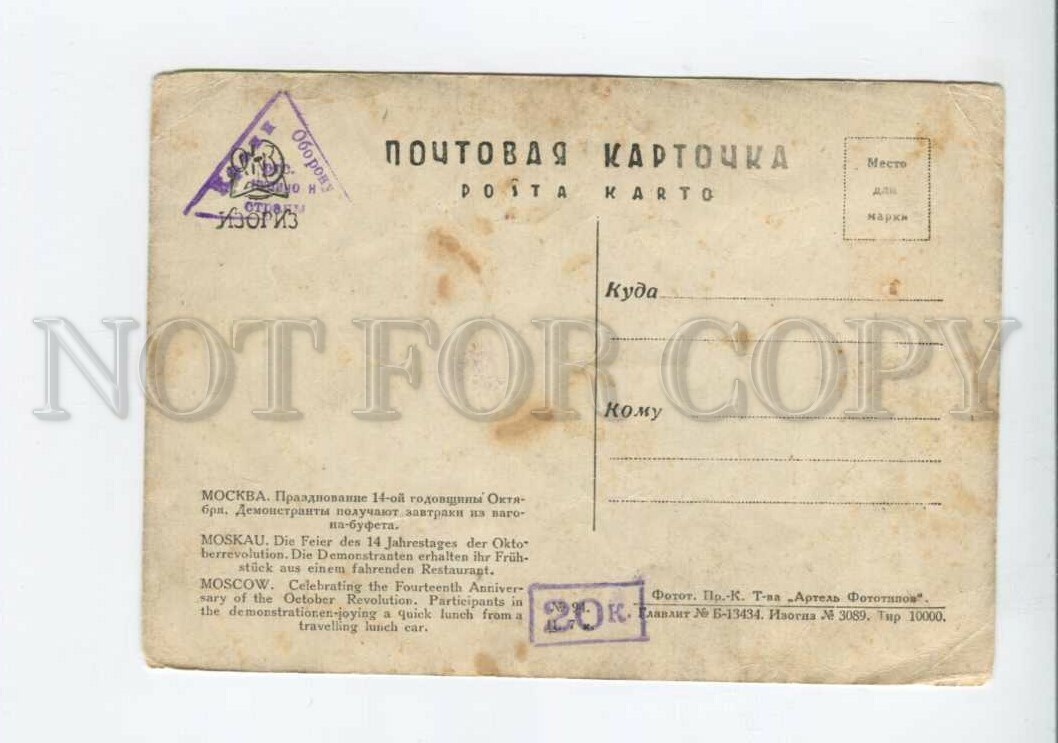 Оборону
страны
ИЗОГИЗ
ПОЧТОВАЯ КАРТОЧКА
POŜTA KARTO
Место
для
марки
Куда
Кому
МОСКВА. Празднование 14-ой годовщины Октя-
бря. Демонстранты получают завтраки из ваго-
на-буфета.
MOSKAU. Die Feier des 14 Jahrestages der Okto-
berrevolution. Die Demonstranten erhalten ihr Früh-
stück aus einem fahrenden Restaurant.
MOSCOW. Celebrating the Fourteenth Anniver-
sary of the October Revolution. Participants in
the demonstrationen-joying a quick lunch from a
travelling lunch car.
20 к.
Фотот. Пр.-К. Т-ва „Артель Фототипов".
Главлит № Б-13434. Изогиз № 3089. Тир 10000.
NOT FOR COPY